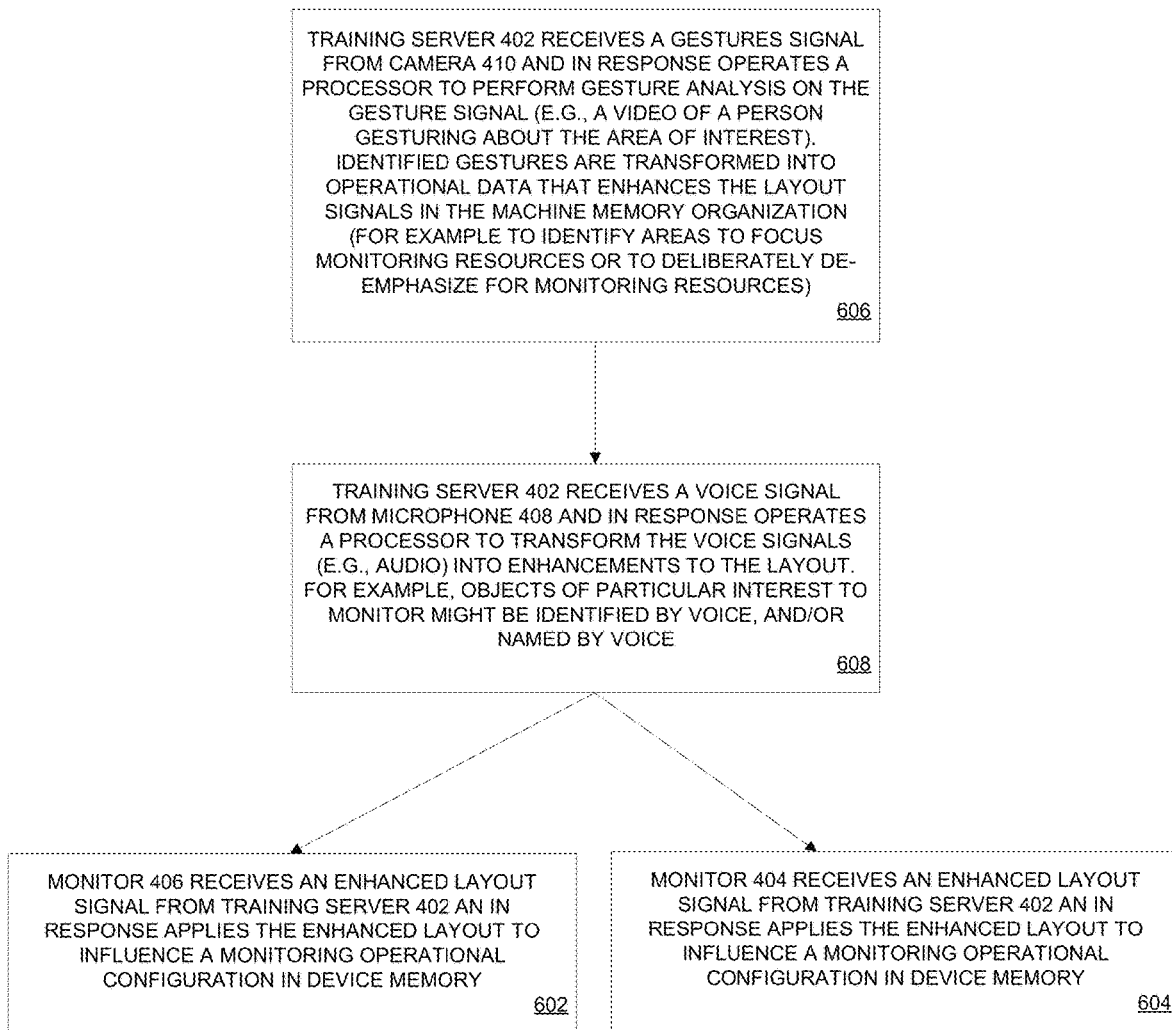 TRAINING SERVER 402 RECEIVES A GESTURES SIGNAL
FROM CAMERA 410 AND IN RESPONSE OPERATES A
PROCESSOR TO PERFORM GESTURE ANALYSIS ON THE
GESTURE SIGNAL (E.G., A VIDEO OF A PERSON
GESTURING ABOUT THE AREA OF INTEREST).
IDENTIFIED GESTURES ARE TRANSFORMED INTO
OPERATIONAL DATA THAT ENHANCES THE LAYOUT
SIGNALS IN THE MACHINE MEMORY ORGANIZATION
(FOR EXAMPLE TO IDENTIFY AREAS TO FOCUS
MONITORING RESOURCES OR TO DELIBERATELY DE-
EMPHASIZE FOR MONITORING RESOURCES)
606
TRAINING SERVER 402 RECEIVES A VOICE SIGNAL
FROM MICROPHONE 408 AND IN RESPONSE OPERATES
A PROCESSOR TO TRANSFORM THE VOICE SIGNALS
(E.G., AUDIO) INTO ENHANCEMENTS TO THE LAYOUT.
FOR EXAMPLE, OBJECTS OF PARTICULAR INTEREST TO
MONITOR MIGHT BE IDENTIFIED BY VOICE, AND/OR
NAMED BY VOICE
608
MONITOR 406 RECEIVES AN ENHANCED LAYOUT
SIGNAL FROM TRAINING SERVER 402 AN IN
RESPONSE APPLIES THE ENHANCED LAYOUT TO
INFLUENCE A MONITORING OPERATIONAL
CONFIGURATION IN DEVICE MEMORY
602
MONITOR 404 RECEIVES AN ENHANCED LAYOUT
SIGNAL FROM TRAINING SERVER 402 AN IN
RESPONSE APPLIES THE ENHANCED LAYOUT TO
INFLUENCE A MONITORING OPERATIONAL
CONFIGURATION IN DEVICE MEMORY
604